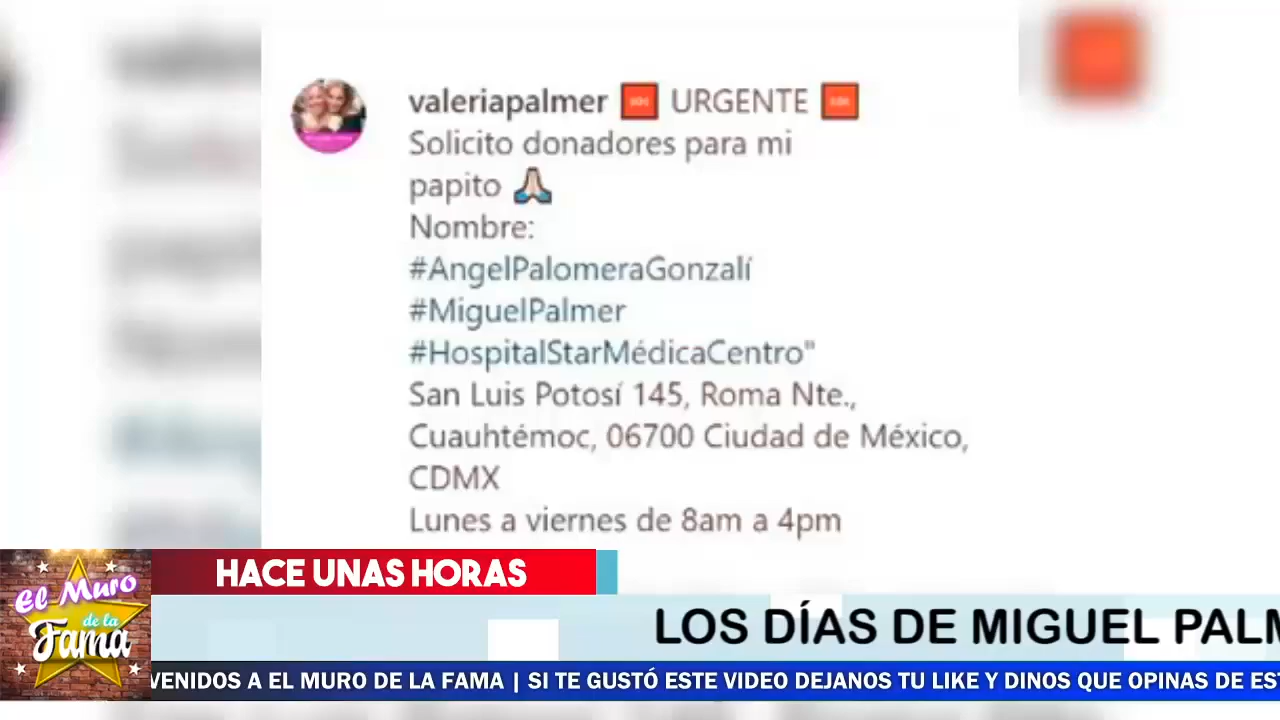 valeriapalmer 🆘 URGENTE 🆘
Solicito donadores para mi
papito 🙏🏻
Nombre:
#AngelPalomeraGonzalí
#MiguelPalmer
#HospitalStarMédicaCentro"
San Luis Potosí 145, Roma Nte.,
Cuauhtémoc, 06700 Ciudad de México,
CDMX
Lunes a viernes de 8am a 4pm
HACE UNAS HORAS
El Muro
de la
Fama
LOS DÍAS DE MIGUEL PALM
VENIDOS A EL MURO DE LA FAMA | SI TE GUSTÓ ESTE VIDEO DEJANOS TU LIKE Y DINOS QUE OPINAS DE EST